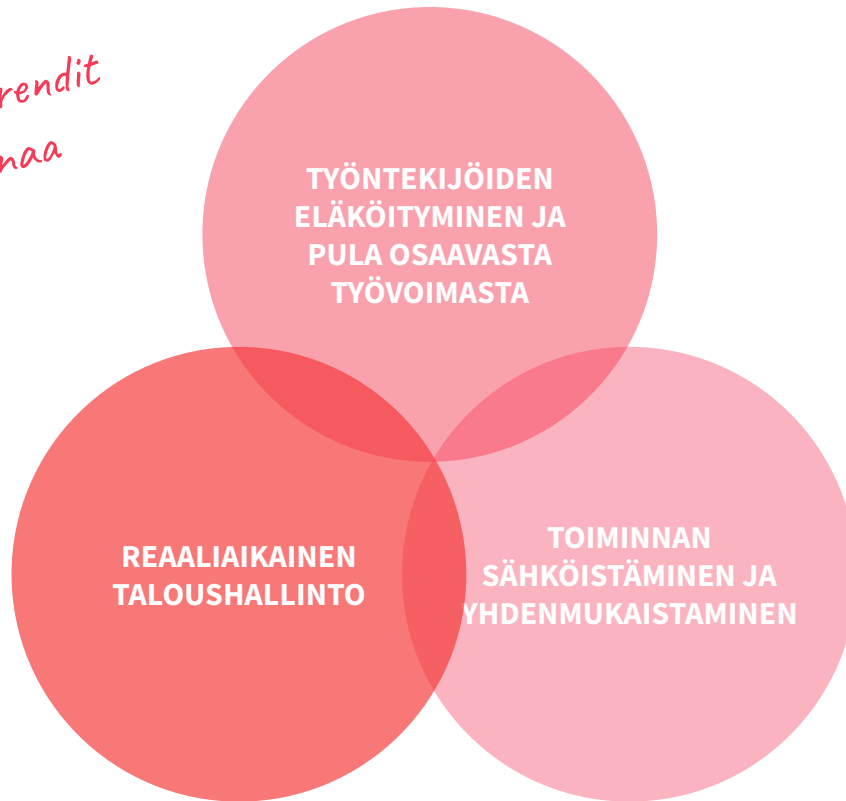 rendit
naa
TYÖNTEKIJÖIDEN
ELÄKÖITYMINEN JA
PULA OSAAVASTA
TYÖVOIMASTA
REAALIAIKAINEN
TALOUSHALLINTO
TOIMINNAN
SÄHKÖISTÄMINEN JA
YHDENMUKAISTAMINEN